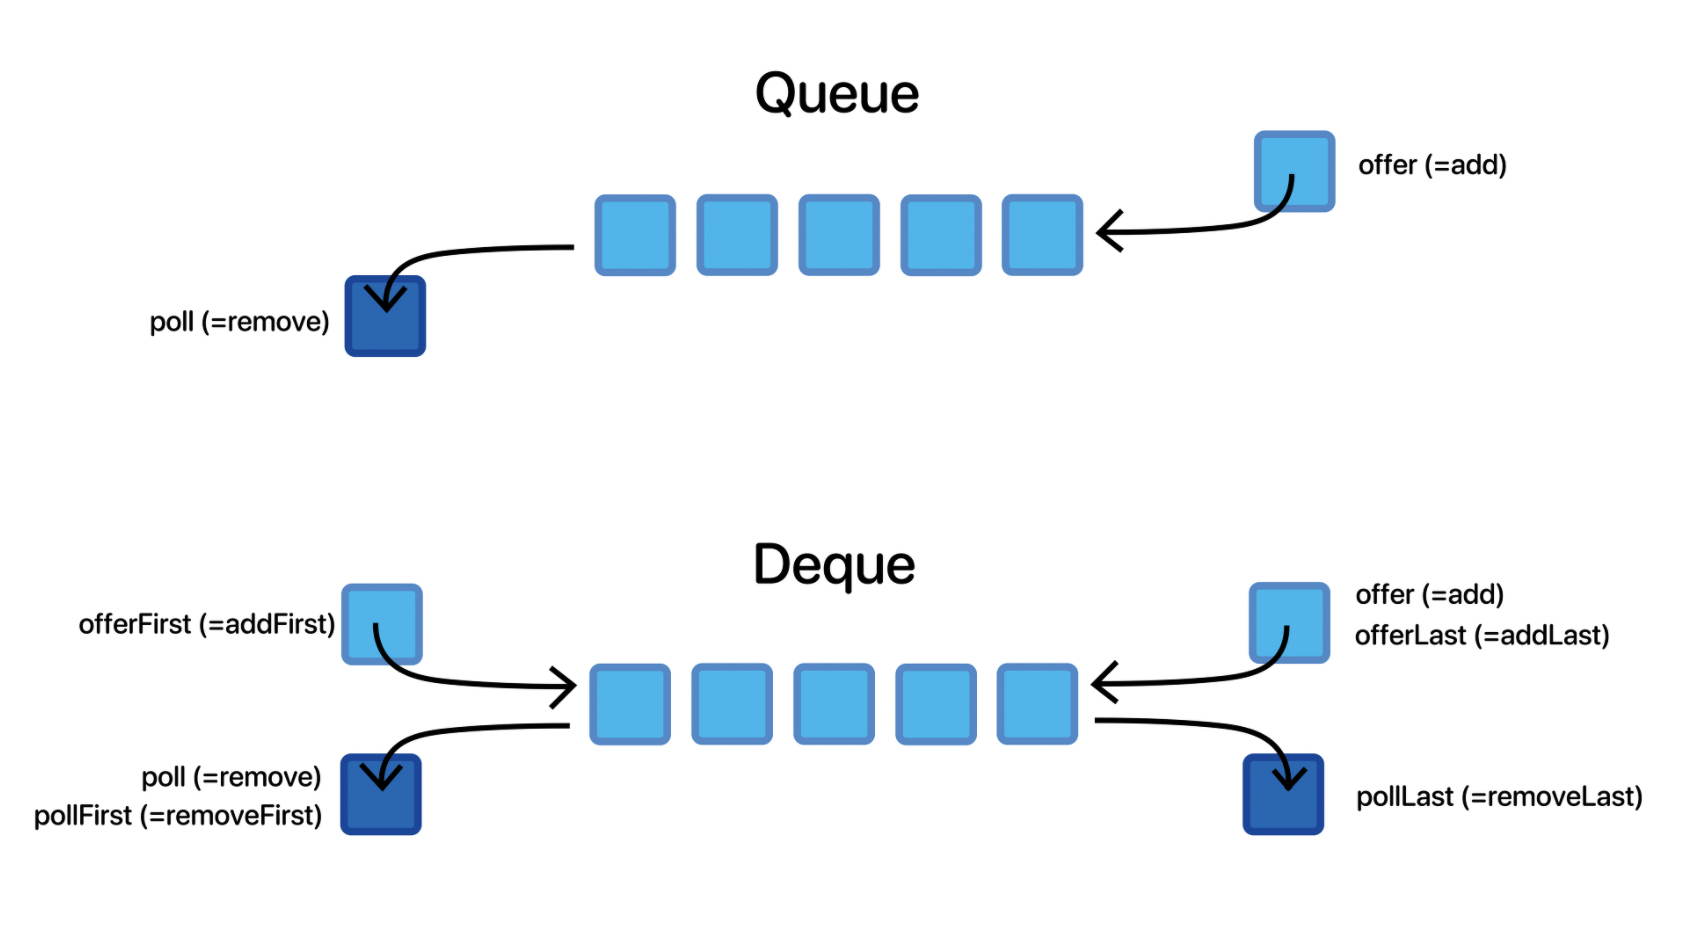 Queue
offer (=add)
poll (=remove)
Deque
offerFirst (=addFirst)
offer (=add)
offerLast (=addLast)
poll (=remove)
pollFirst (=removeFirst)
pollLast (=removeLast)